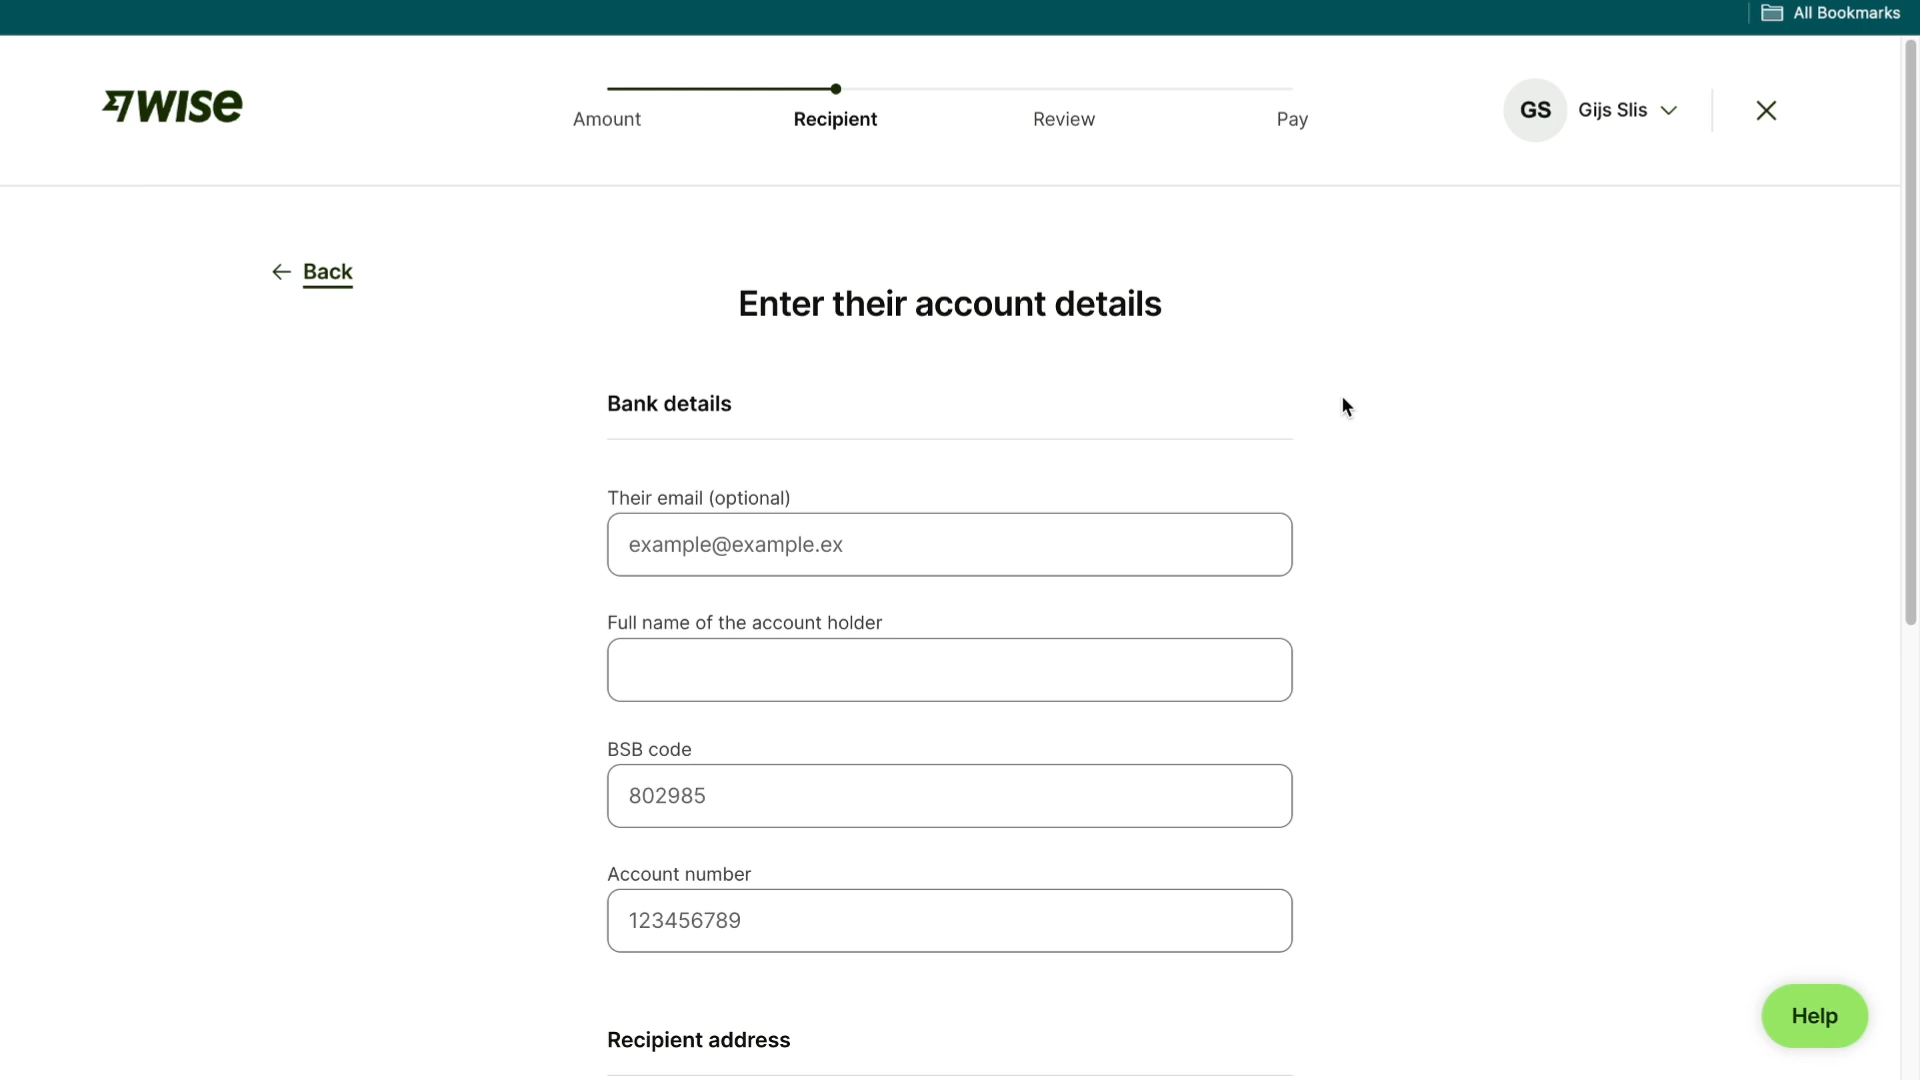 All Bookmarks
WISE
Amount
Recipient
Review
Pay
GS
Gijs Slis
Back
Enter their account details
Bank details
Their email (optional)
example@example.ex
Full name of the account holder
BSB code
802985
Account number
123456789
Recipient address
Help